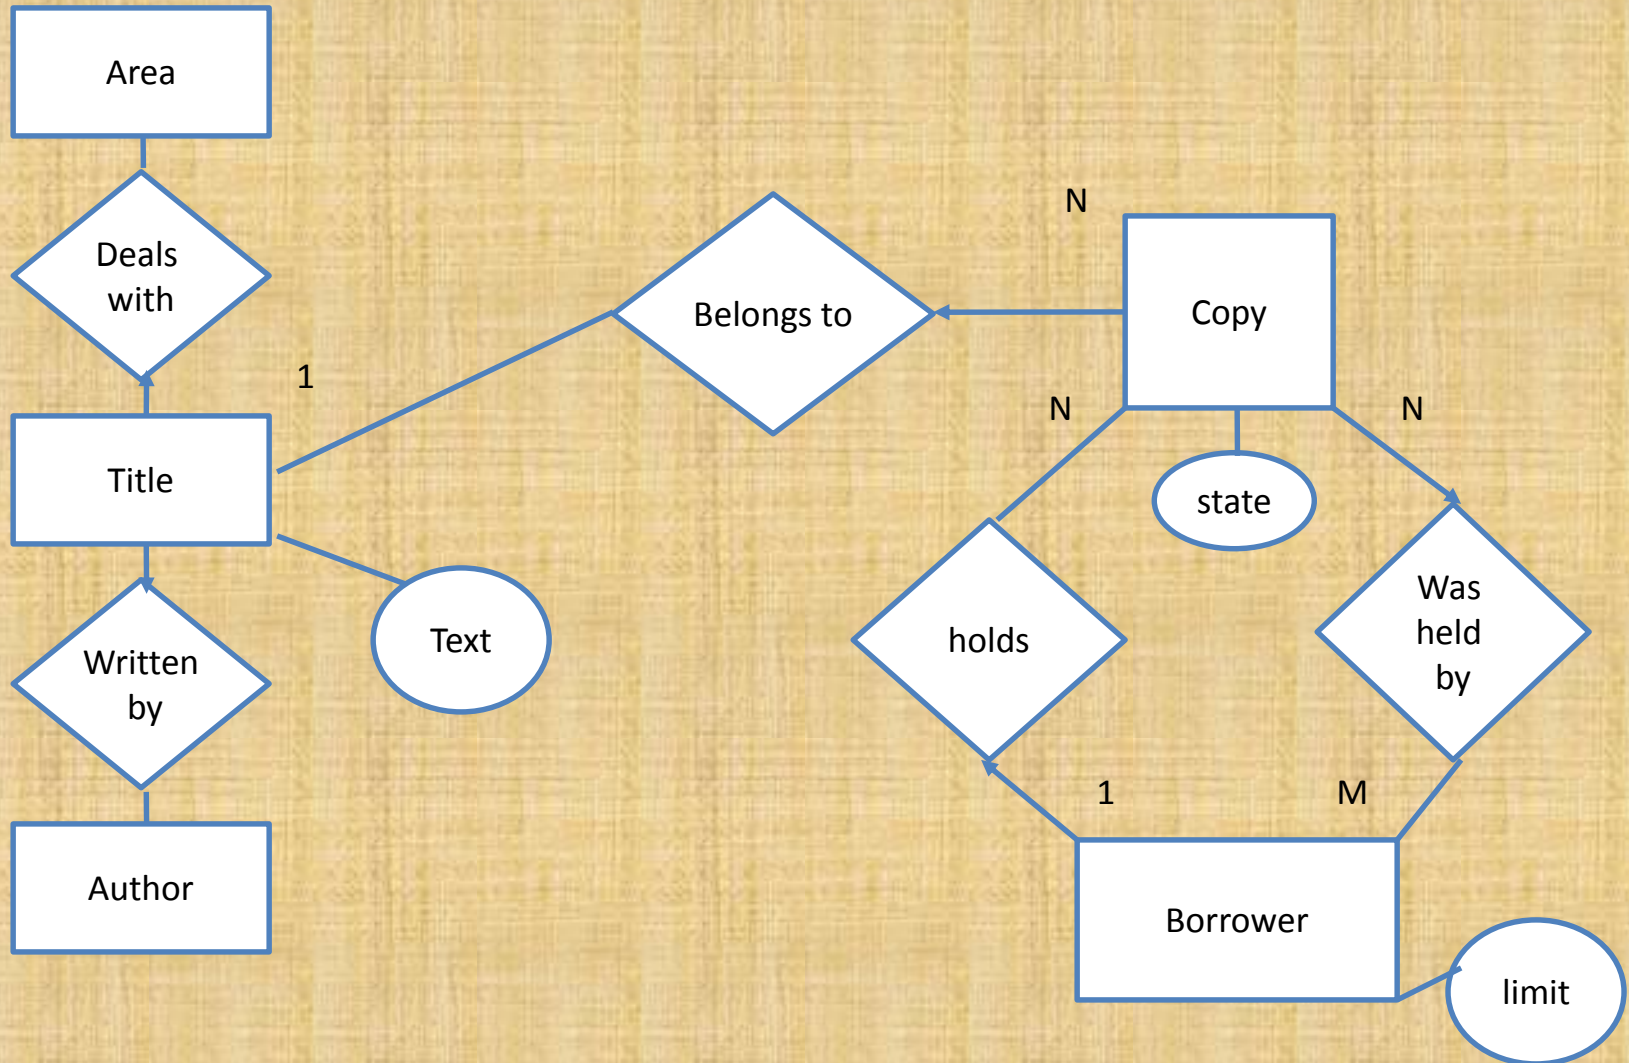 Area
Deals
with
1
Title
Written
by
Text
Author
Belongs to
N
Copy
N
N
state
holds
Was
held
by
1
M
Borrower
limit